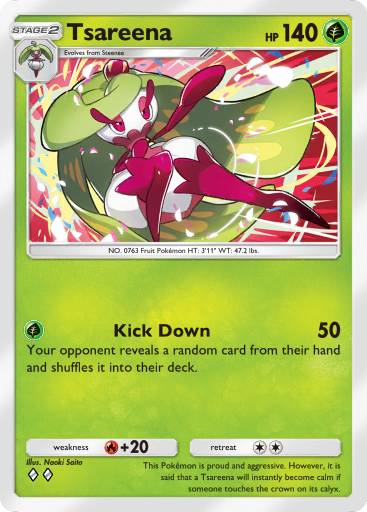 STAGE2
Tsareena
HP 140
Evolves from Steenee
NO. 0763 Fruit Pokémon HT: 3'11" WT: 47.2 lbs.
Kick Down 50
Your opponent reveals a random card from their hand
and shuffles it into their deck.
weakness +20 retreat
Illus. Naoki Saito
This Pokémon is proud and aggressive. However, it is
said that a Tsareena will instantly become calm if
someone touches the crown on its calyx.